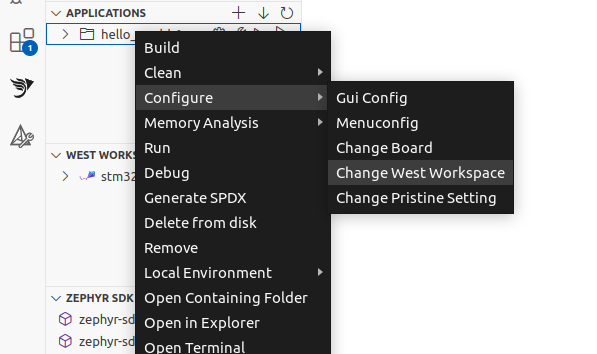 APPLICATIONS
1
hello_
Build
Clean
Configure
Gui Config
Memory Analysis
Menuconfig
Run
Change Board
WEST WORKS
Debug
Change West Workspace
stm32
Generate SPDX
Change Pristine Setting
Delete from disk
Remove
Local Environment
ZEPHYR SDK
Open Containing Folder
zephyr-sd
Open in Explorer
zephyr-sd
Open Terminal